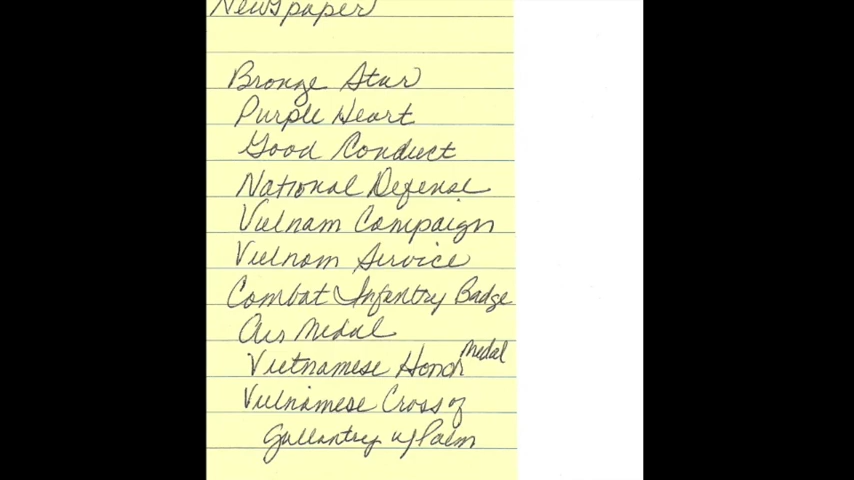 Newspaper
Bronze Star
Purple Heart
Good Conduct
National Defense
Vietnam Campaign
Vietnam Service
Combat Infantry Badge
Air Medal
Vietnamese Honor Medal
Vietnamese Cross of
Gallantry w/Palm